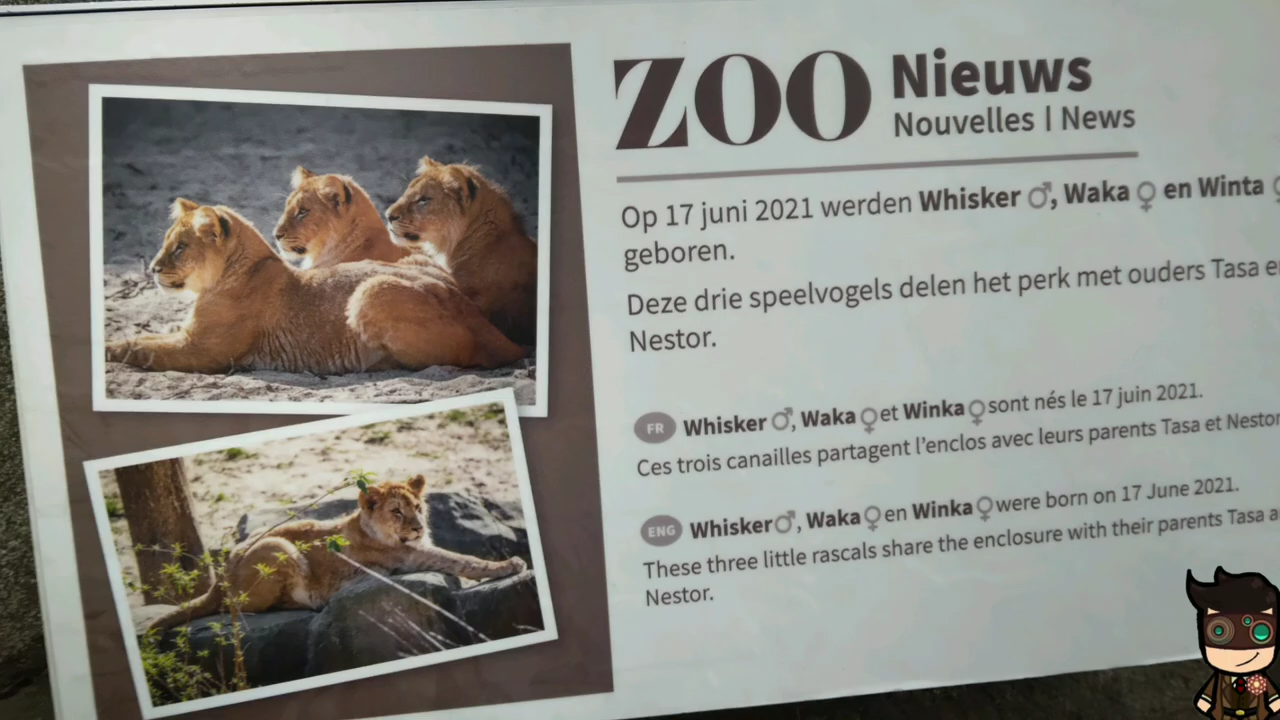 ZOO Nieuws
Nouvelles | News
Op 17 juni 2021 werden Whisker ♂, Waka ♀ en Winta
geboren.
Deze drie speelvogels delen het perk met ouders Tasa
Nestor.
FR Whisker ♂, Waka ♀ et Winka ♀ sont nés le 17 juin 2021.
Ces trois canailles partagent l'enclos avec leurs parents Tasa et Nestor
ENG Whisker ♂, Waka ♀ en Winka ♀ were born on 17 June 2021.
These three little rascals share the enclosure with their parents Tasa
Nestor.